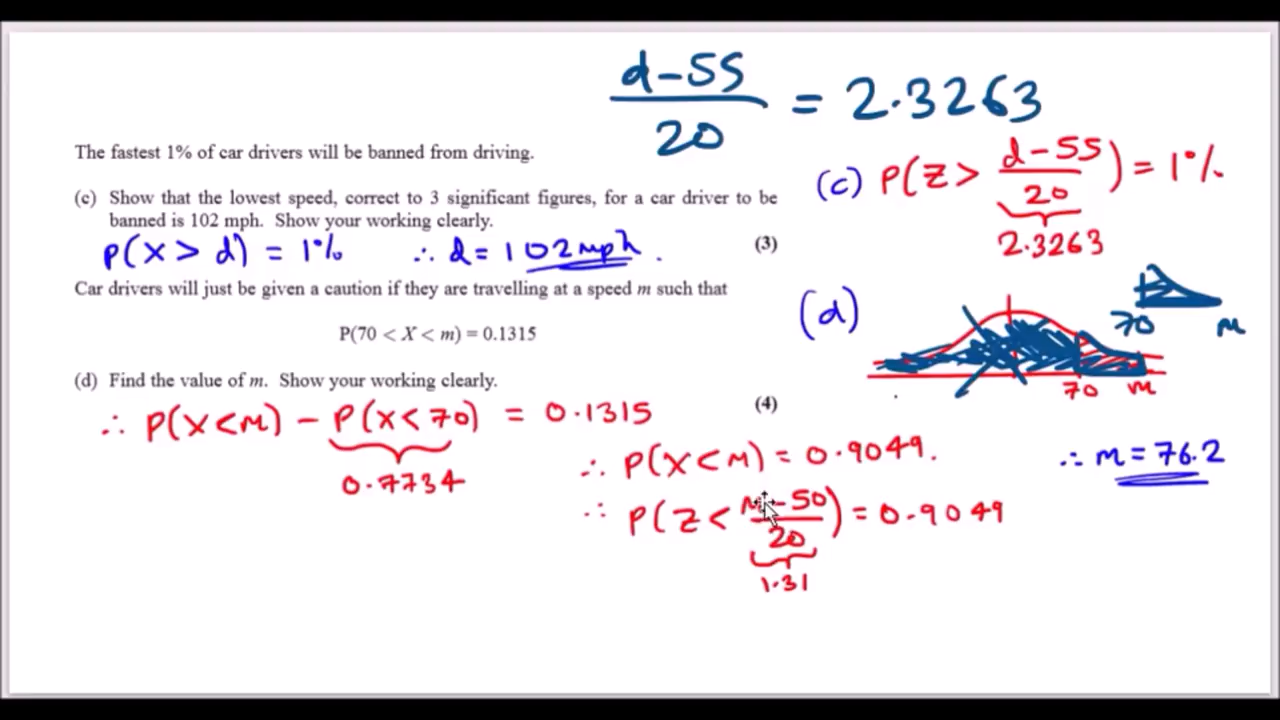 d-55
20
= 2.3263
The fastest 1% of car drivers will be banned from driving.
(c) Show that the lowest speed, correct to 3 significant figures, for a car driver to be
banned is 102 mph. Show your working clearly.
(3)
P(X > d) = 1% ∴ d = 102mph.
(c) P(Z > d-55/20) = 1%
2.3263
Car drivers will just be given a caution if they are travelling at a speed m such that
P(70 < X < m) = 0.1315
(d)
70 m
70 m
(d) Find the value of m. Show your working clearly.
(4)
∴ P(X<m) - P(X<70) = 0.1315
0.7734
∴ P(X<m) = 0.9049.
∴ m = 76.2
∴ P(Z < m-50/20) = 0.9049
1.31